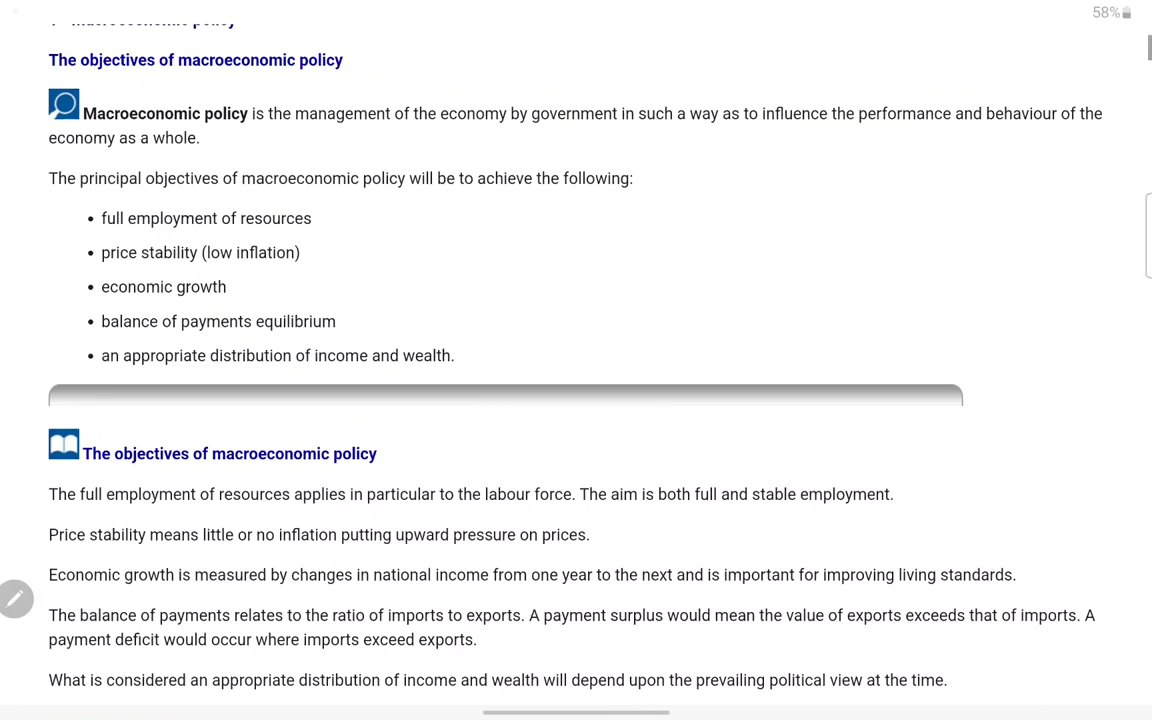 58%
The objectives of macroeconomic policy
Macroeconomic policy is the management of the economy by government in such a way as to influence the performance and behaviour of the
economy as a whole.
The principal objectives of macroeconomic policy will be to achieve the following:
• full employment of resources
• price stability (low inflation)
• economic growth
• balance of payments equilibrium
• an appropriate distribution of income and wealth.
The objectives of macroeconomic policy
The full employment of resources applies in particular to the labour force. The aim is both full and stable employment.
Price stability means little or no inflation putting upward pressure on prices.
Economic growth is measured by changes in national income from one year to the next and is important for improving living standards.
The balance of payments relates to the ratio of imports to exports. A payment surplus would mean the value of exports exceeds that of imports. A
payment deficit would occur where imports exceed exports.
What is considered an appropriate distribution of income and wealth will depend upon the prevailing political view at the time.